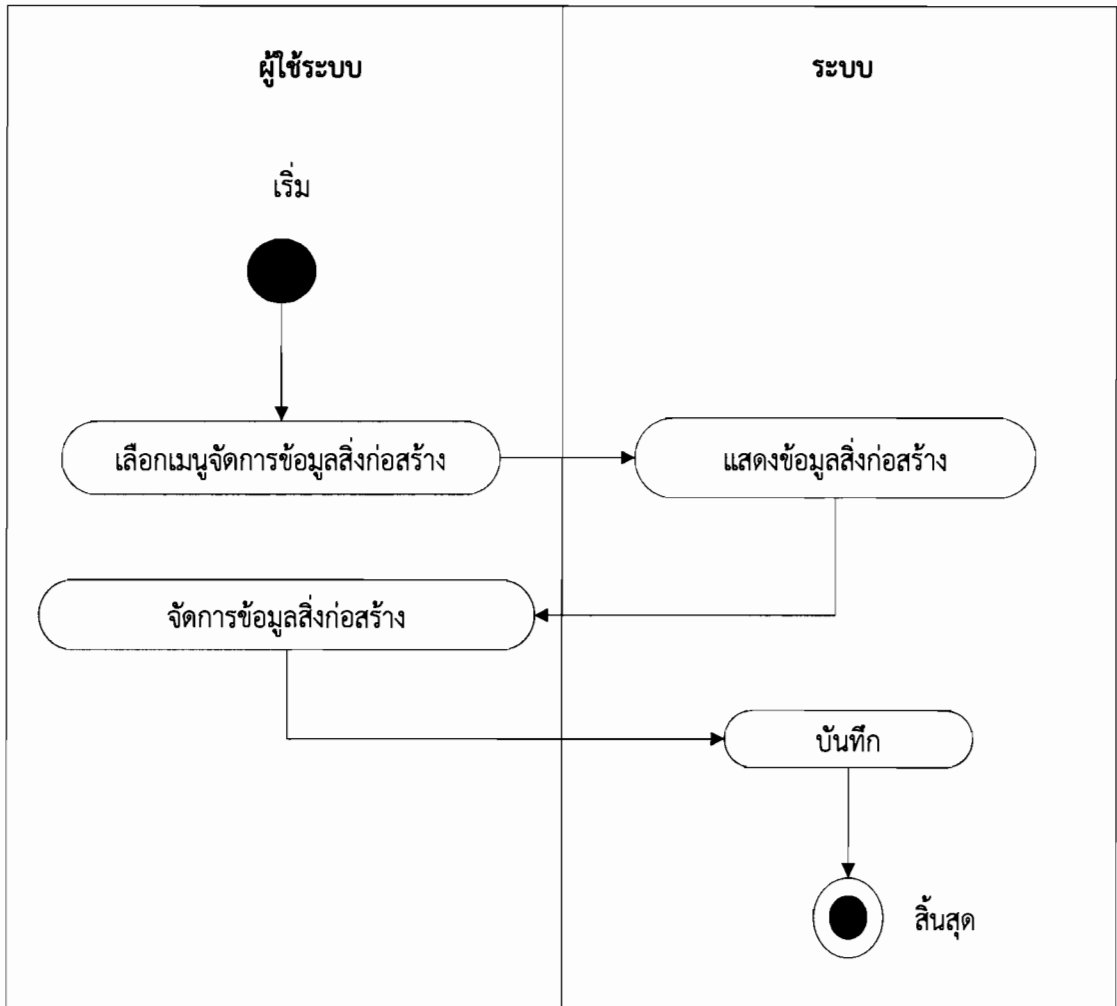 ผู้ใช้ระบบ
ระบบ
เริ่ม
เลือกเมนูจัดการข้อมูลสิ่งก่อสร้าง
แสดงข้อมูลสิ่งก่อสร้าง
จัดการข้อมูลสิ่งก่อสร้าง
บันทึก
สิ้นสุด